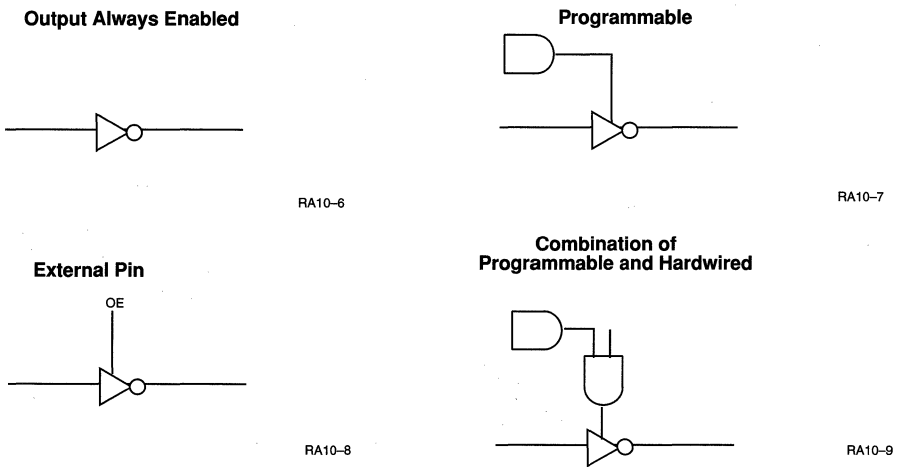 Output Always Enabled
Programmable
RA10–6
RA10–7
External Pin
Combination of
Programmable and Hardwired
OE
RA10–8
RA10–9